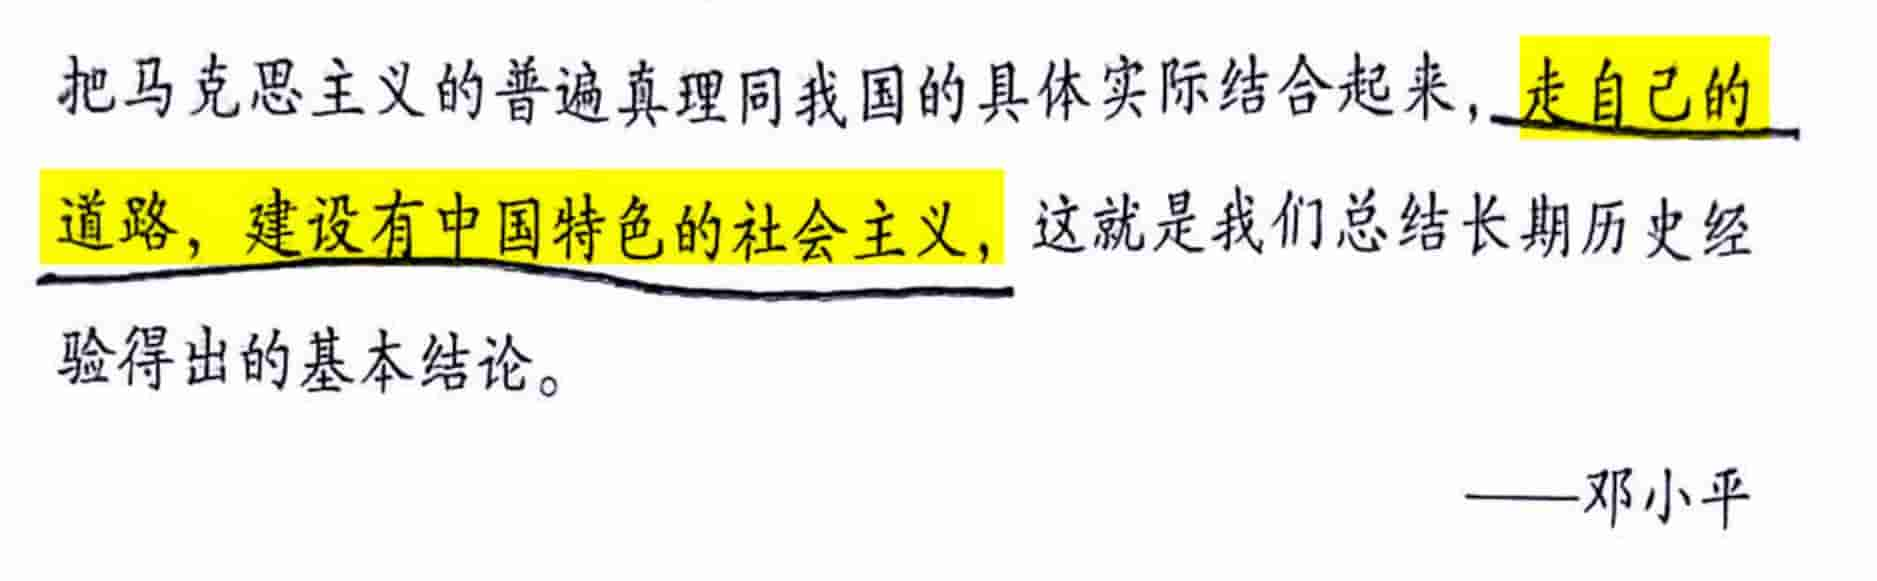 把马克思主义的普遍真理同我国的具体实际结合起来，走自己的
道路，建设有中国特色的社会主义，这就是我们总结长期历史经
验得出的基本结论。
——邓小平